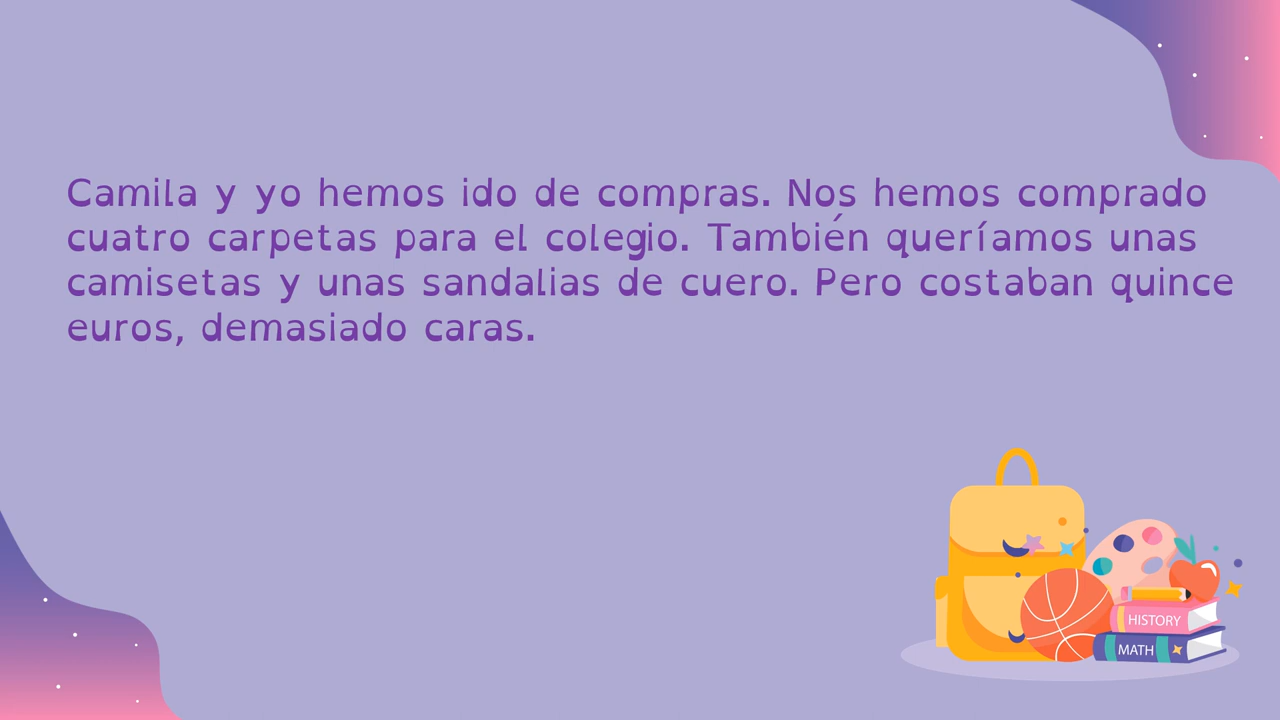 Camila y yo hemos ido de compras. Nos hemos comprado
cuatro carpetas para el colegio. También queríamos unas
camisetas y unas sandalias de cuero. Pero costaban quince
euros, demasiado caras.
HISTORY
MATH